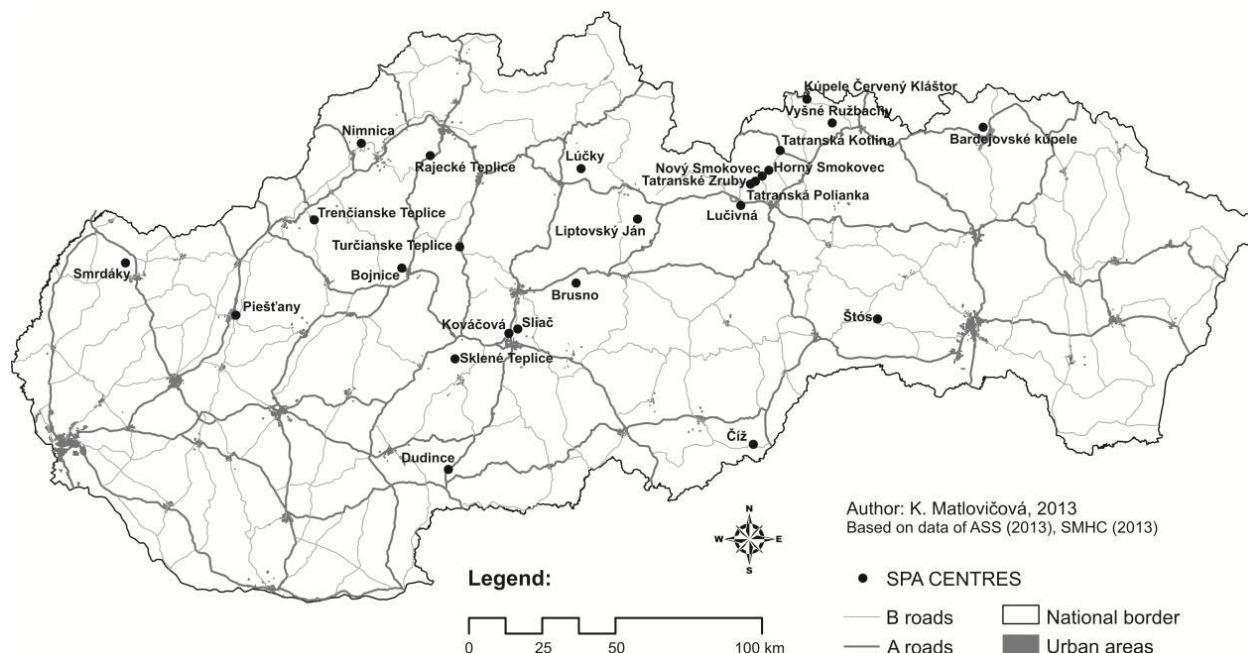 Kúpele Červený Kláštor
Vyšné Ružbachy
Nimnica
Bardejovské kúpele
Tatranská Kotlina
Rajecké Teplice
Lúčky
Nový Smokovec
Horný Smokovec
Tatranské Zruby
Tatranská Polianka
Lučivná
Trenčianske Teplice
Liptovský Ján
Turčianske Teplice
Smrdáky
Bojnice
Brusno
Piešťany
Kováčová
Sliač
Štós
Sklené Teplice
Čiž
Dudince
Author: K. Matlovičová, 2013
Based on data of ASS (2013), SMHC (2013)
N
W
E
S
Legend:
SPA CENTRES
B roads
National border
A roads
Urban areas
0 25 50 100 km